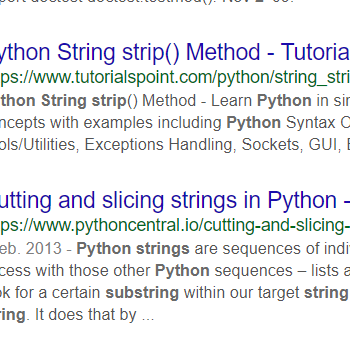 ython String strip() Method - Tutoria
ps://www.tutorialspoint.com/python/string_stri
thon String strip() Method - Learn Python in sim
oncepts with examples including Python Syntax O
ols/Utilities, Exceptions Handling, Sockets, GUI, E
utting and slicing strings in Python -
ps://www.pythoncentral.io/cutting-and-slicing-
eb. 2013 - Python strings are sequences of indi
cess with those other Python sequences – lists a
ok for a certain substring within our target string
ring. It does that by ...